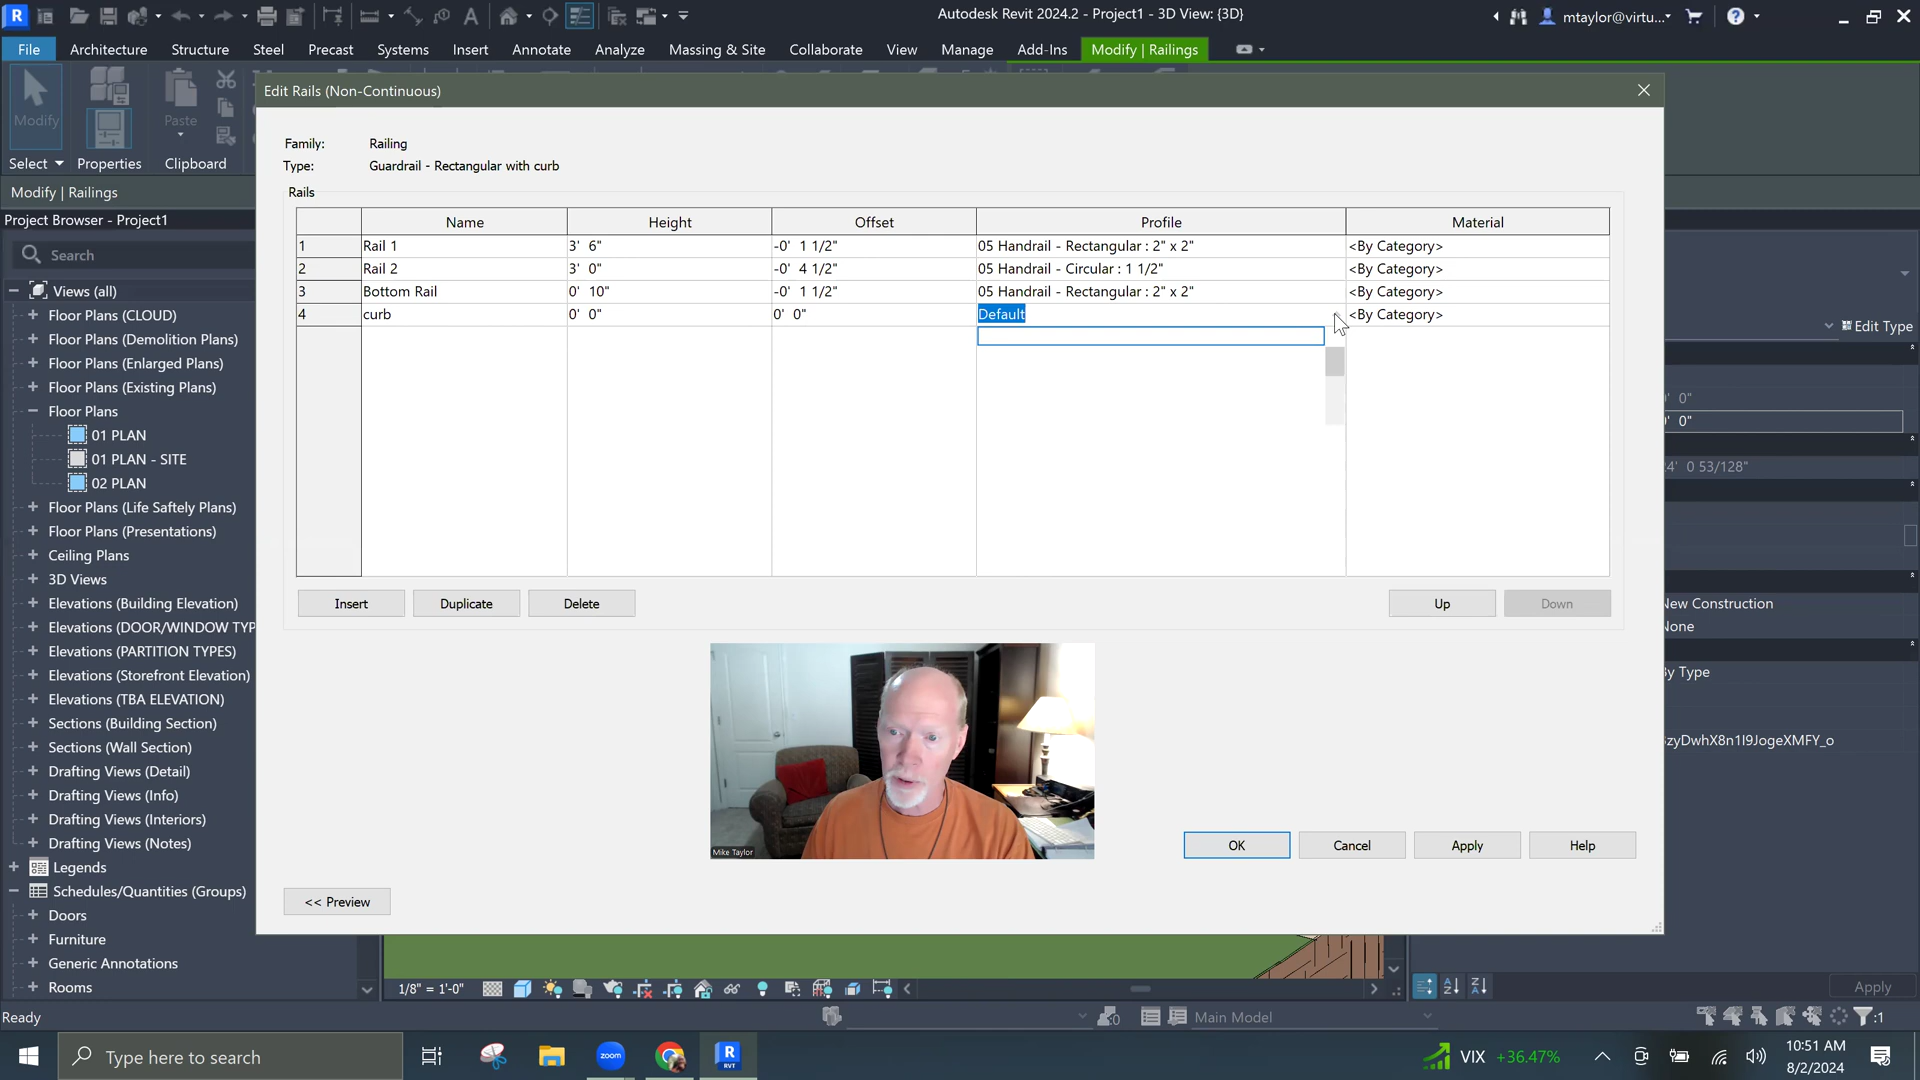 Autodesk Revit 2024.2 - Project1 - 3D View: {3D}
mtaylor@virtu...
File Architecture Structure Steel Precast Systems Insert Annotate Analyze Massing & Site Collaborate View Manage Add-Ins Modify | Railings
Modify
Paste
Select Properties Clipboard
Modify | Railings
Project Browser - Project1
Search
Views (all)
Floor Plans (CLOUD)
Floor Plans (Demolition Plans)
Floor Plans (Enlarged Plans)
Floor Plans (Existing Plans)
Floor Plans
01 PLAN
01 PLAN - SITE
02 PLAN
Floor Plans (Life Saftely Plans)
Floor Plans (Presentations)
Ceiling Plans
3D Views
Elevations (Building Elevation)
Elevations (DOOR/WINDOW TYP
Elevations (PARTITION TYPES)
Elevations (Storefront Elevation)
Elevations (TBA ELEVATION)
Sections (Building Section)
Sections (Wall Section)
Drafting Views (Detail)
Drafting Views (Info)
Drafting Views (Interiors)
Drafting Views (Notes)
Legends
Schedules/Quantities (Groups)
Doors
Furniture
Generic Annotations
Rooms
Edit Rails (Non-Continuous)
Family: Railing
Type: Guardrail - Rectangular with curb
Rails
Name Height Offset Profile Material
1 Rail 1 3' 6" -0' 1 1/2" 05 Handrail - Rectangular : 2" x 2" <By Category>
2 Rail 2 3' 0" -0' 4 1/2" 05 Handrail - Circular : 1 1/2" <By Category>
3 Bottom Rail 0' 10" -0' 1 1/2" 05 Handrail - Rectangular : 2" x 2" <By Category>
4 curb 0' 0" 0' 0" Default <By Category>
Insert Duplicate Delete Up Down
Mike Taylor
OK Cancel Apply Help
<< Preview
Edit Type
' 0"
' 0"
4' 0 53/128"
New Construction
None
By Type
zyDwhX8n1I9JogeXMFY_o
Apply
1/8" = 1'-0"
Ready
:0
Main Model
:1
Type here to search
zoom
R
RVT
VIX +36.47%
10:51 AM
8/2/2024